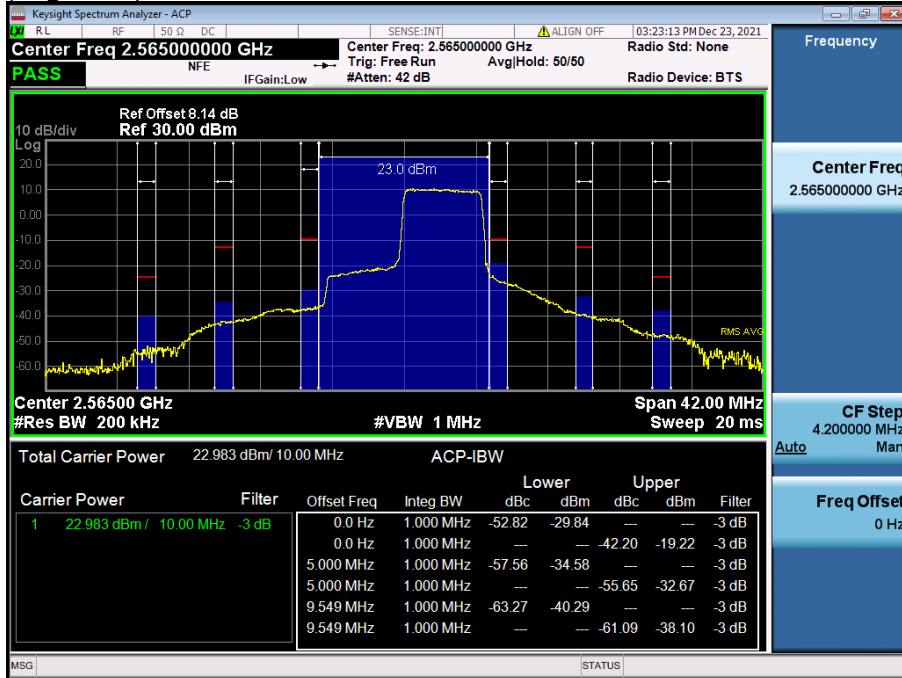 Keysight Spectrum Analyzer - ACP
LXI RL RF 50 Ω DC SENSE:INT ALIGN OFF 03:23:13 PM Dec 23, 2021
Center Freq 2.565000000 GHz Center Freq: 2.565000000 GHz Radio Std: None
PASS NFE Trig: Free Run Avg|Hold: 50/50
IFGain:Low #Atten: 42 dB Radio Device: BTS
Ref Offset 8.14 dB
10 dB/div Ref 30.00 dBm
Log
20.0
10.0
0.00
-10.0
-20.0
-30.0
-40.0
-50.0
-60.0
23.0 dBm
RMS AVG
Center 2.56500 GHz Span 42.00 MHz
#Res BW 200 kHz #VBW 1 MHz Sweep 20 ms
Total Carrier Power 22.983 dBm/ 10.00 MHz ACP-IBW
Lower Upper
Carrier Power Filter Offset Freq Integ BW dBc dBm dBc dBm Filter
1 22.983 dBm / 10.00 MHz -3 dB 0.0 Hz 1.000 MHz -52.82 -29.84 --- --- -3 dB
0.0 Hz 1.000 MHz --- --- -42.20 -19.22 -3 dB
5.000 MHz 1.000 MHz -57.56 -34.58 --- --- -3 dB
5.000 MHz 1.000 MHz --- --- -55.65 -32.67 -3 dB
9.549 MHz 1.000 MHz -63.27 -40.29 --- --- -3 dB
9.549 MHz 1.000 MHz --- --- -61.09 -38.10 -3 dB
MSG STATUS
Frequency
Center Freq
2.565000000 GHz
CF Step
4.200000 MHz
Auto Man
Freq Offset
0 Hz